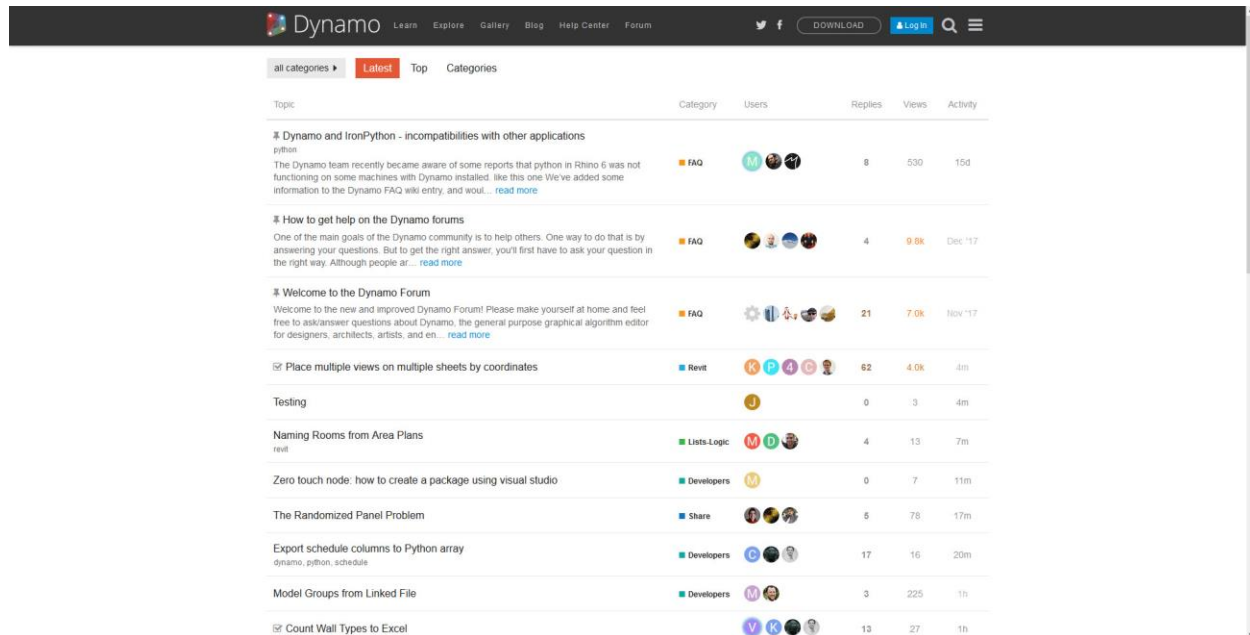 Dynamo Learn Explore Gallery Blog Help Center Forum f DOWNLOAD Log In
all categories Latest Top Categories
Topic Category Users Replies Views Activity
Dynamo and IronPython - incompatibilities with other applications
python
The Dynamo team recently became aware of some reports that python in Rhino 6 was not
functioning on some machines with Dynamo installed. like this one We've added some
information to the Dynamo FAQ wiki entry, and woul... read more
FAQ M 8 530 15d
How to get help on the Dynamo forums
One of the main goals of the Dynamo community is to help others. One way to do that is by
answering your questions. But to get the right answer, you'll first have to ask your question in
the right way. Although people ar... read more
FAQ 4 9.8k Dec '17
Welcome to the Dynamo Forum
Welcome to the new and improved Dynamo Forum! Please make yourself at home and feel
free to ask/answer questions about Dynamo, the general purpose graphical algorithm editor
for designers, architects, artists, and en... read more
FAQ 21 7.0k Nov '17
Place multiple views on multiple sheets by coordinates Revit K P 4 C 62 4.0k 4m
Testing J 0 3 4m
Naming Rooms from Area Plans Lists-Logic M D 4 13 7m
revit
Zero touch node: how to create a package using visual studio Developers M 0 7 11m
The Randomized Panel Problem Share 5 78 17m
Export schedule columns to Python array Developers C 17 16 20m
dynamo, python, schedule
Model Groups from Linked File Developers M 3 225 1h
Count Wall Types to Excel V K 13 27 1h